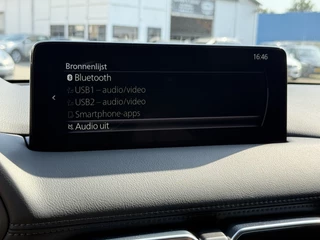 Bronnenlijst
16:46
Bluetooth
USB1 – audio/video
USB2 – audio/video
Smartphone-apps
Audio uit